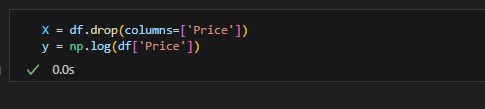 X = df.drop(columns=['Price'])
y = np.log(df['Price'])
0.0s